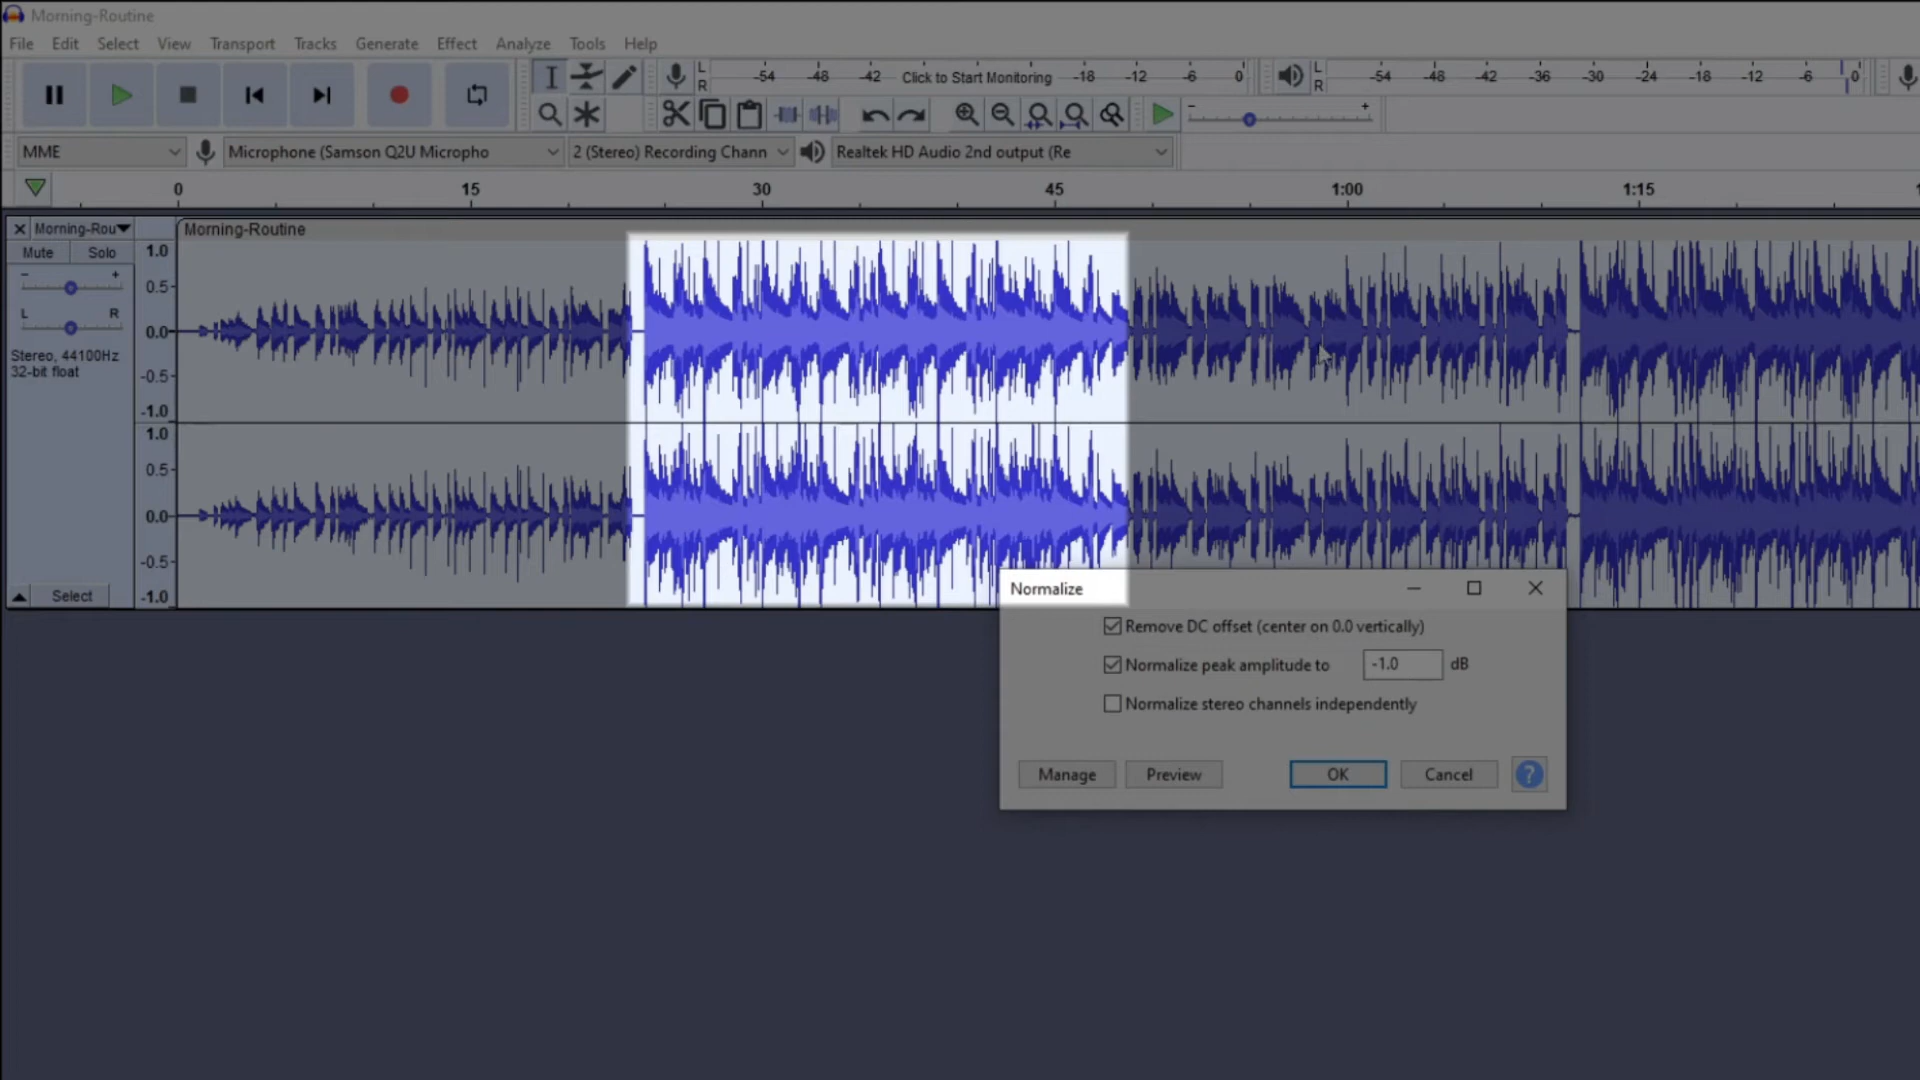 Morning-Routine
File Edit Select View Transport Tracks Generate Effect Analyze Tools Help
L R -54 -48 -42 Click to Start Monitoring -18 -12 -6 0 L R -54 -48 -42 -36 -30 -24 -18 -12 -6 0
- +
MME Microphone (Samson Q2U Micropho 2 (Stereo) Recording Chann Realtek HD Audio 2nd output (Re
0 15 30 45 1:00 1:15
Morning-Rou Morning-Routine
Mute Solo 1.0
- + 0.5
L R
0.0
Stereo, 44100Hz
32-bit float
-0.5
-1.0
1.0
0.5
0.0
-0.5
Select -1.0
Normalize
Remove DC offset (center on 0.0 vertically)
Normalize peak amplitude to -1.0 dB
Normalize stereo channels independently
Manage Preview OK Cancel ?